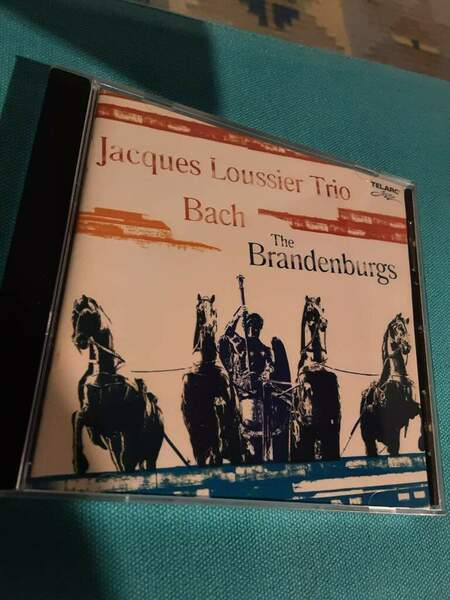 Jacques Loussier Trio
TELARC
Bach
The
Brandenburgs